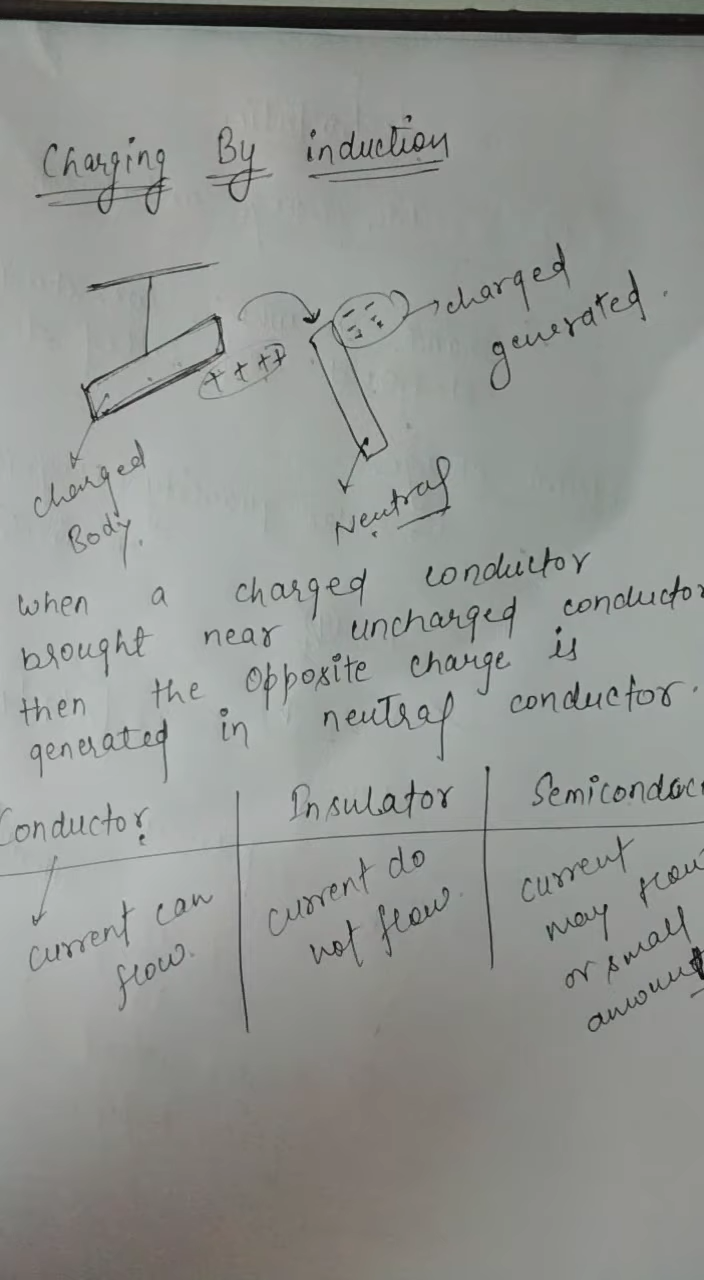 Charging By induction
+ + + +
- - - -
charged
generated.
charged
Body.
Neutral
when a charged conductor
brought near uncharged conductor
then the opposite charge is
generated in neutral conductor.
Conductor. Insulator
current can
flow.
current do
not flow.
current
may flow
or small
amount